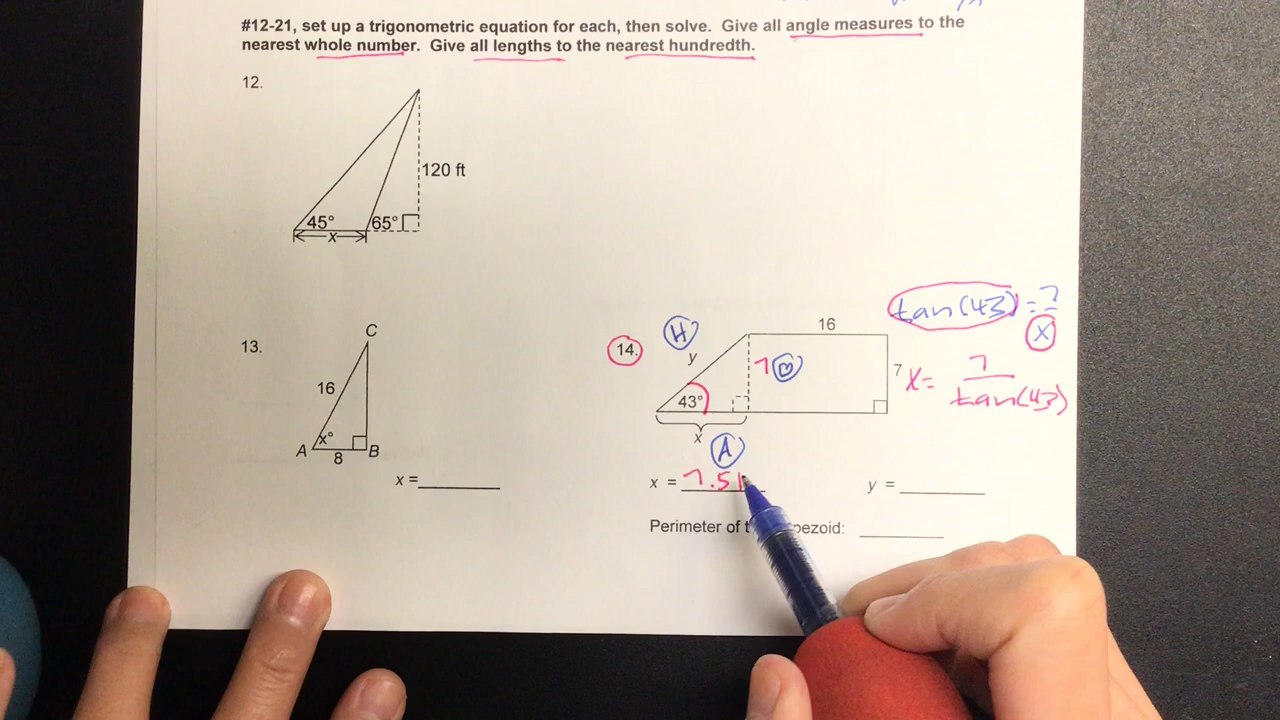 #12-21, set up a trigonometric equation for each, then solve. Give all angle measures to the
nearest whole number. Give all lengths to the nearest hundredth.
12.
120 ft
45°
65°
x
13.
C
16
x°
A
B
8
x =
14.
H
y
16
7
O
7
43°
x
A
tan(43) = 7/x
x = 7/tan(43)
x = 7.51
y =
Perimeter of